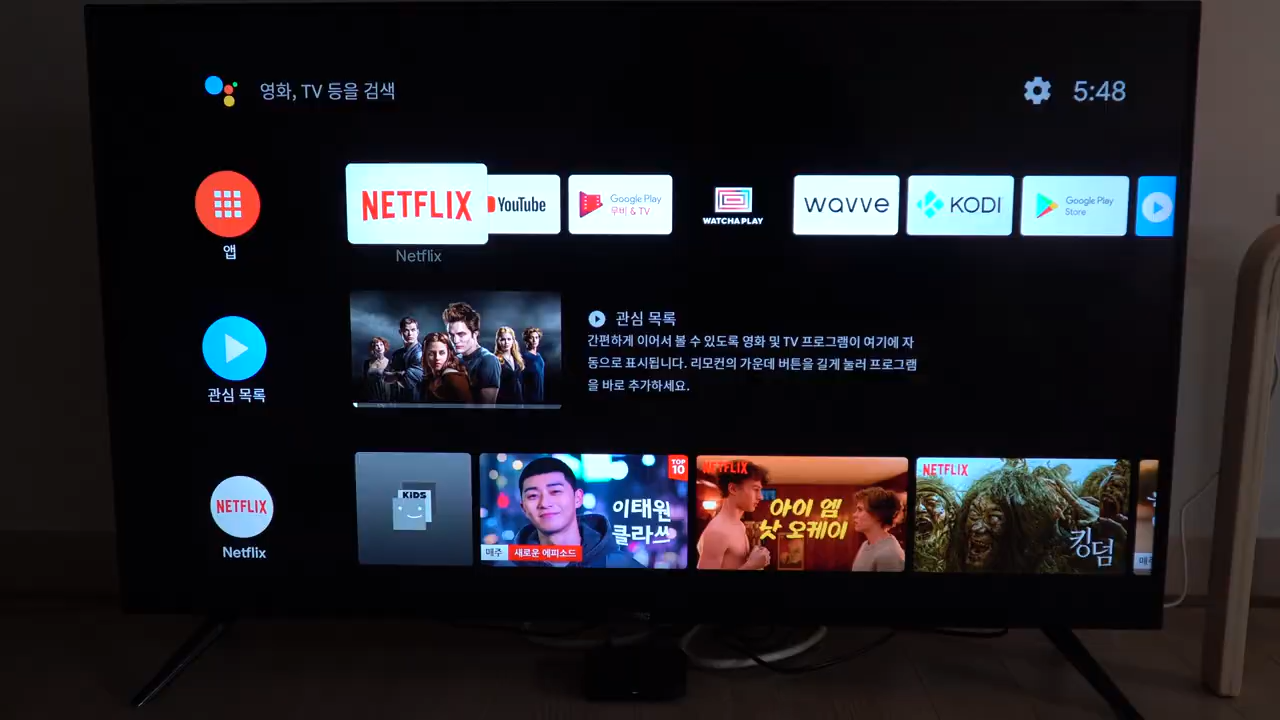 영화, TV 등을 검색
5:48
앱
NETFLIX
YouTube
Google Play
무비 & TV
WATCHA PLAY
wavve
KODI
Google Play
Store
Netflix
관심 목록
관심 목록
간편하게 이어서 볼 수 있도록 영화 및 TV 프로그램이 여기에 자
동으로 표시됩니다. 리모컨의 가운데 버튼을 길게 눌러 프로그램
을 바로 추가하세요.
NETFLIX
Netflix
KIDS
TOP
10
이태원
클라쓰
매주
새로운 에피소드
NETFLIX
아이 엠
낫 오케이
NETFLIX
킹덤